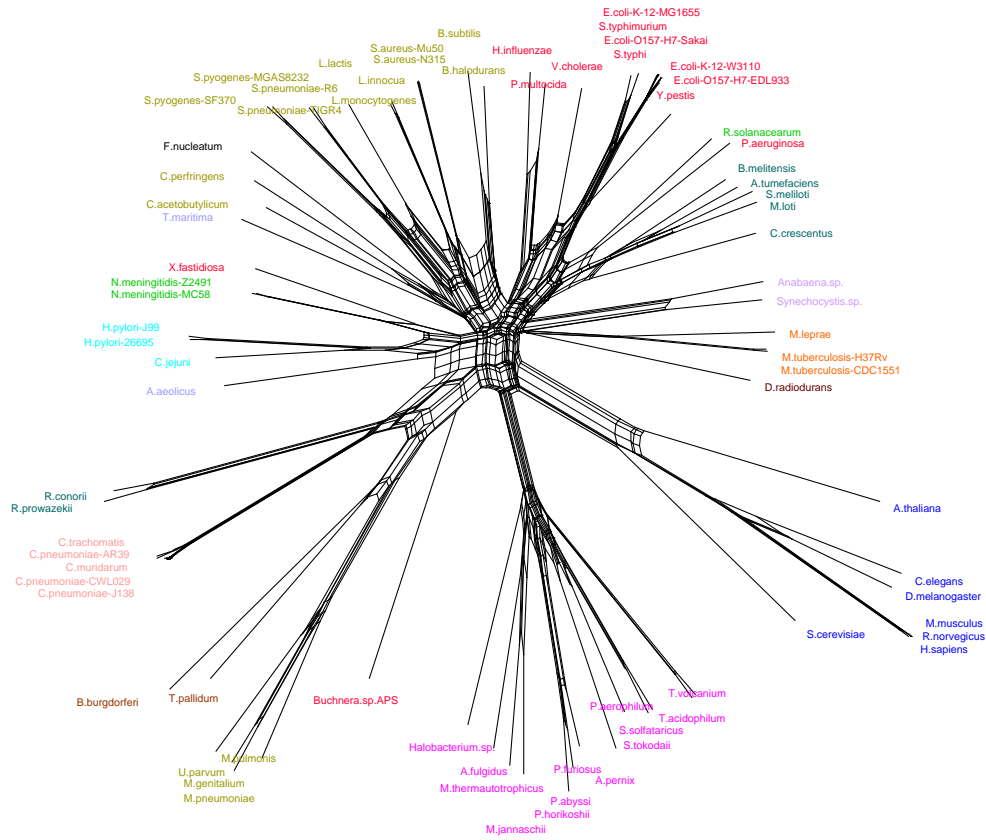 E.coli-K-12-MG1655
S.typhimurium
B.subtilis
E.coli-O157-H7-Sakai
S.aureus-Mu50
H.influenzae
S.typhi
S.aureus-N315
L.lactis
V.cholerae
E.coli-K-12-W3110
B.halodurans
S.pyogenes-MGAS8232
L.innocua
E.coli-O157-H7-EDL933
P.multocida
S.pneumoniae-R6
Y.pestis
S.pyogenes-SF370
L.monocytogenes
S.pneumoniae-TIGR4
R.solanacearum
P.aeruginosa
F.nucleatum
B.melitensis
C.perfringens
A.tumefaciens
S.meliloti
C.acetobutylicum
M.loti
T.maritima
C.crescentus
X.fastidiosa
N.meningitidis-Z2491
Anabaena.sp.
N.meningitidis-MC58
Synechocystis.sp.
H.pylori-J99
M.leprae
H.pylori-26695
M.tuberculosis-H37Rv
C.jejuni
M.tuberculosis-CDC1551
D.radiodurans
A.aeolicus
R.conorii
A.thaliana
R.prowazekii
C.trachomatis
C.pneumoniae-AR39
C.muridarum
C.pneumoniae-CWL029
C.elegans
C.pneumoniae-J138
D.melanogaster
M.musculus
S.cerevisiae
R.norvegicus
H.sapiens
T.volcanium
T.pallidum
Buchnera.sp.APS
B.burgdorferi
P.aerophilum
T.acidophilum
S.solfataricus
S.tokodaii
Halobacterium.sp.
M.pulmonis
U.parvum
A.fulgidus
P.furiosus
A.pernix
M.genitalium
M.thermautotrophicus
M.pneumoniae
P.abyssi
P.horikoshii
M.jannaschii